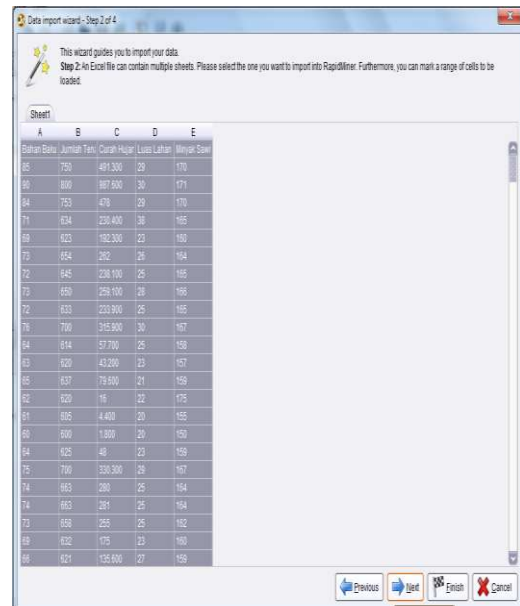 Data import wizard - Step 2 of 4
This wizard guides you to import your data.
Step 2: An Excel file can contain multiple sheets. Please select the one you want to import into RapidMiner. Furthermore, you can mark a range of cells to be
loaded.
Sheet1
A B C D E
Bahan Baku Jumlah Ten Curah Hujan Luas Lahan Minyak Sawi
85 750 491.300 29 170
90 800 987.600 30 171
84 753 478 29 170
71 634 230.400 38 165
69 623 192.300 23 160
73 654 262 26 164
72 645 238.100 25 165
73 650 259.100 28 166
72 633 233.900 25 165
76 700 315.900 30 167
64 614 57.700 25 158
63 620 43.200 23 157
65 637 79.600 21 159
62 620 16 22 175
61 605 4.400 20 155
60 600 1.800 20 150
64 625 48 23 159
75 700 330.300 29 167
74 663 280 25 164
74 663 281 25 164
73 658 255 25 162
69 632 175 23 160
66 621 135.600 27 159
Previous Next Finish Cancel